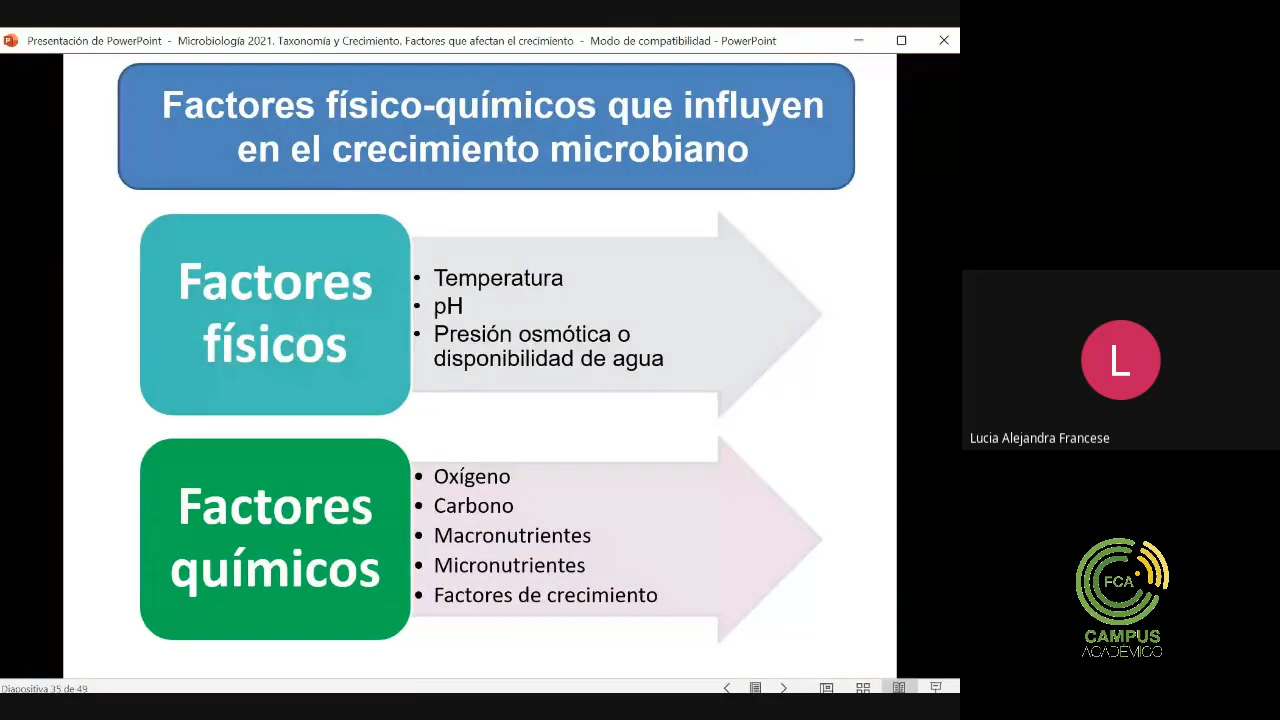 Presentación de PowerPoint - Microbiología 2021. Taxonomía y Crecimiento. Factores que afectan el crecimiento - Modo de compatibilidad - PowerPoint
Factores físico-químicos que influyen
en el crecimiento microbiano
Factores
físicos
• Temperatura
• pH
• Presión osmótica o
disponibilidad de agua
Factores
químicos
• Oxígeno
• Carbono
• Macronutrientes
• Micronutrientes
• Factores de crecimiento
Diapositiva 35 de 49
L
Lucia Alejandra Francese
FCA
CAMPUS
ACADÉMICO